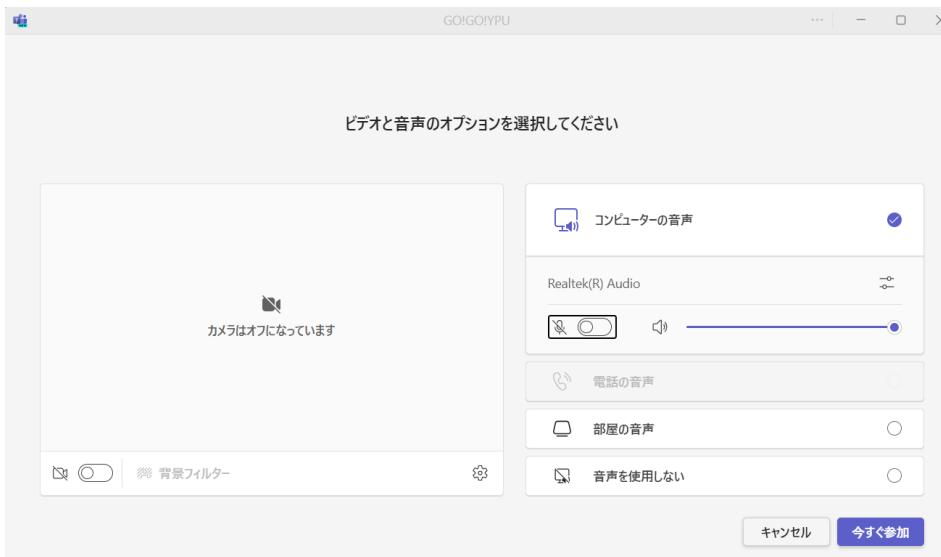 GO!GO!YPU
ビデオと音声のオプションを選択してください
カメラはオフになっています
背景フィルター
コンピューターの音声
Realtek(R) Audio
電話の音声
部屋の音声
音声を使用しない
キャンセル
今すぐ参加